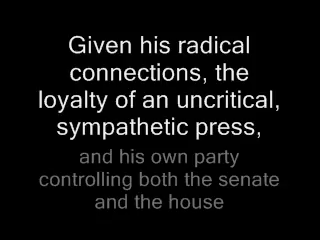 Given his radical
connections, the
loyalty of an uncritical,
sympathetic press,
and his own party
controlling both the senate
and the house